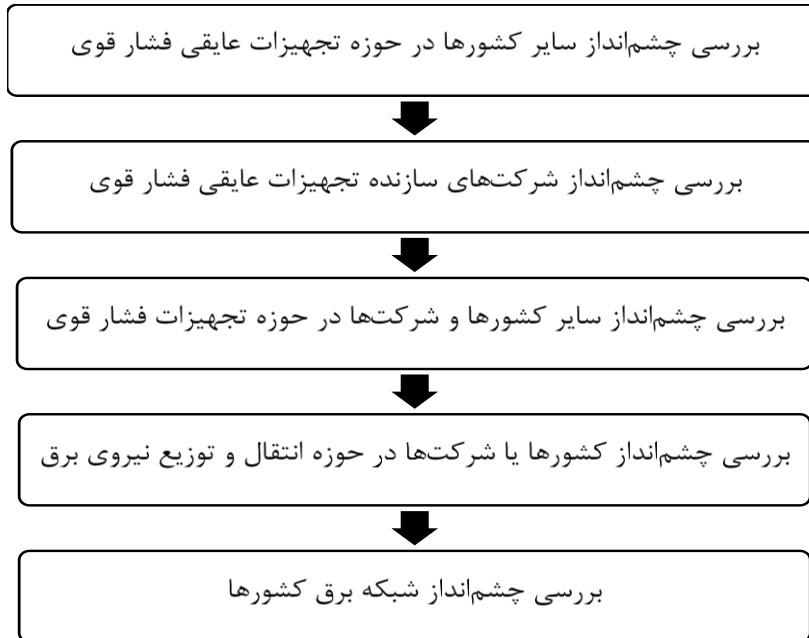 بررسی چشم‌انداز سایر کشورها در حوزه تجهیزات عایقی فشار قوی
بررسی چشم‌انداز شرکت‌های سازنده تجهیزات عایقی فشار قوی
بررسی چشم‌انداز سایر کشورها و شرکت‌ها در حوزه تجهیزات فشار قوی
بررسی چشم‌انداز کشورها یا شرکت‌ها در حوزه انتقال و توزیع نیروی برق
بررسی چشم‌انداز شبکه برق کشورها